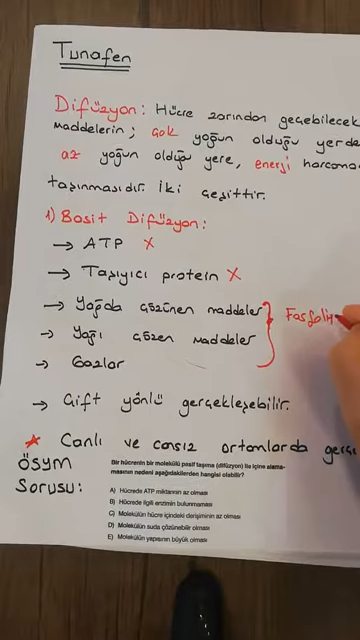 Tunafen
Difüzyon: Hücre zarından geçebilecek
maddelerin; çok yoğun olduğu yerde
az yoğun olduğu yere, enerji harcama
taşınmasıdır. İki çeşittir.
1) Basit Difüzyon:
→ ATP X
→ Taşıyıcı protein X
→ Yağda çözünen maddeler
→ Yağı çözen maddeler
→ Gazlar
Fosfolit
→ Çift yönlü gerçekleşebilir.
* Canlı ve cansız ortamlarda gerçe
ÖSYM
Sorusu:
Bir hücrenin bir molekülü pasif taşıma (difüzyon) ile içine alama-
masının nedeni aşağıdakilerden hangisi olabilir?
A) Hücrede ATP miktarının az olması
B) Hücrede ilgili enzimin bulunmaması
C) Molekülün hücre içindeki derişiminin az olması
D) Molekülün suda çözünebilir olması
E) Molekülün yapısının büyük olması